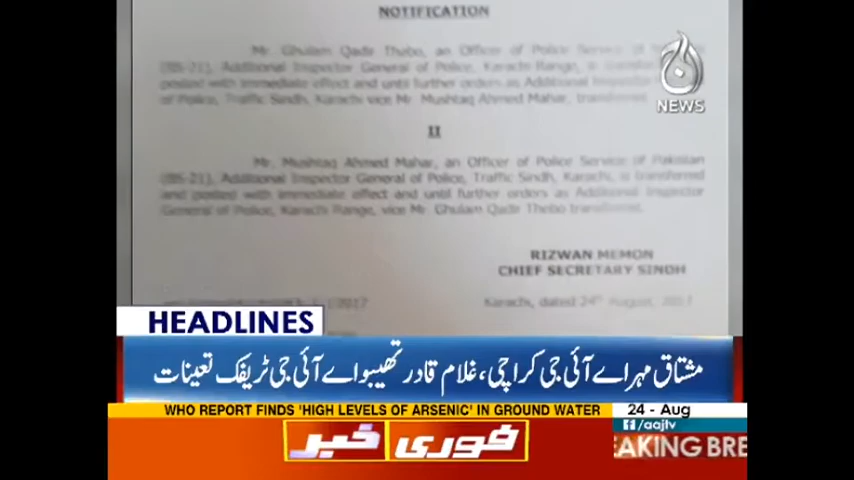 NOTIFICATION
Mr. Ghulam Qadir Thebo, an Officer of Police Service of
(BS-21), Additional Inspector General of Police, Karachi Range, is
posted with immediate effect and until further orders as Additional
of Police, Traffic Sindh, Karachi vice Mr. Mushtaq Ahmed Mahar, transferred.
NEWS
II
Mr. Mushtaq Ahmed Mahar, an Officer of Police Service of Pakistan
(BS-21), Additional Inspector General of Police, Traffic Sindh, Karachi, is transferred
and posted with immediate effect and until further orders as Additional Inspector
General of Police, Karachi Range, vice Mr. Ghulam Qadir Thebo transferred.
RIZWAN MEMON
CHIEF SECRETARY SINDH
Karachi, dated 24th August, 2017
HEADLINES
مشتاق مہر اے آئی جی کراچی، غلام قادر تھیبو اے آئی جی ٹریفک تعینات
WHO REPORT FINDS 'HIGH LEVELS OF ARSENIC' IN GROUND WATER
24 - Aug
/aajtv
فوری خبر
EAKING BRE